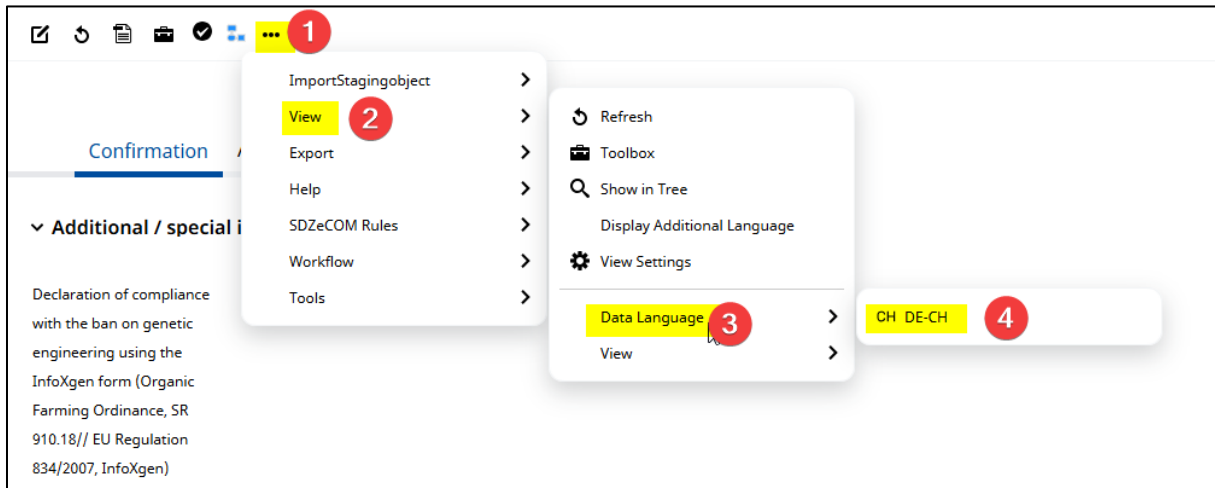 1
ImportStagingobject
View 2
Export
Help
SDZeCOM Rules
Workflow
Tools
Refresh
Toolbox
Show in Tree
Display Additional Language
View Settings
Data Language 3
View
CH DE-CH 4
Confirmation
Additional / special i
Declaration of compliance
with the ban on genetic
engineering using the
InfoXgen form (Organic
Farming Ordinance, SR
910.18// EU Regulation
834/2007, InfoXgen)